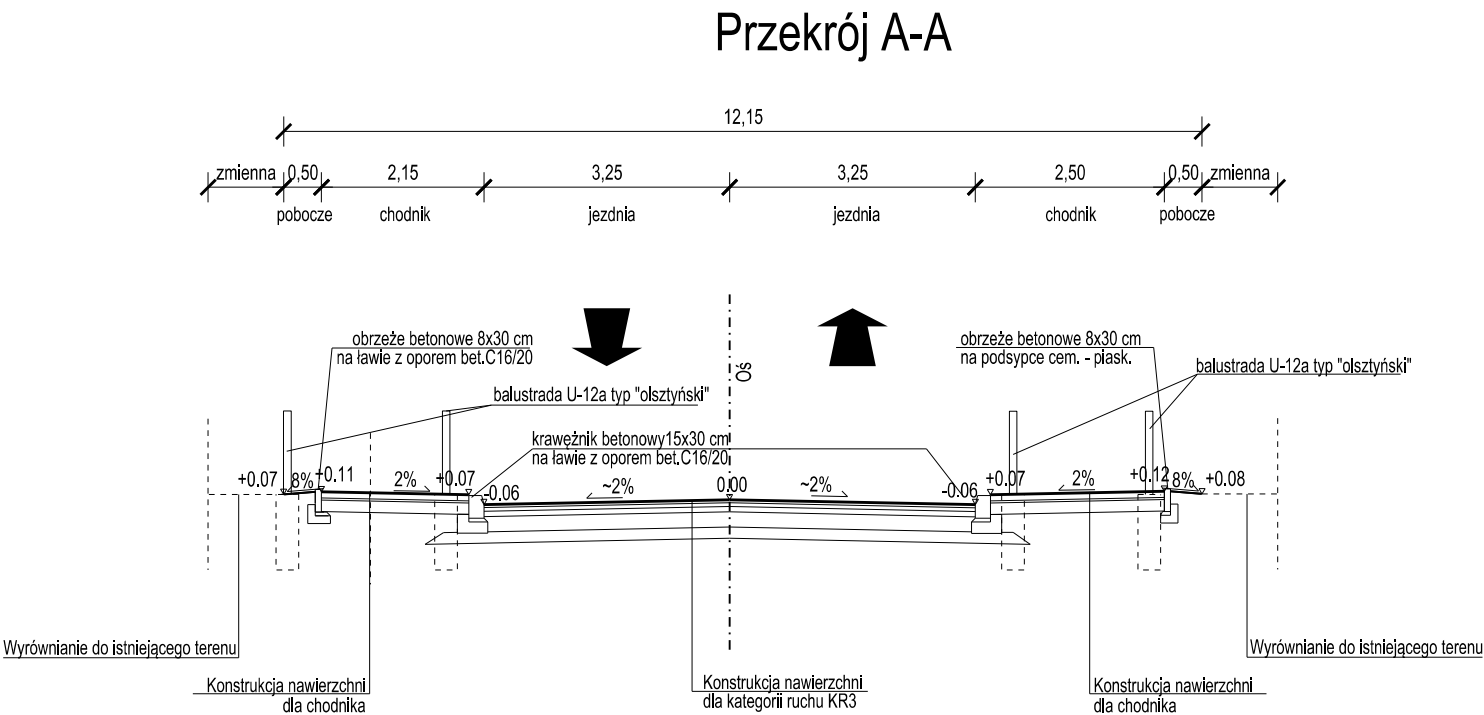 Przekrój A-A
12,15
zmienna 0,50 2,15 3,25 3,25 2,50 0,50 zmienna
pobocze chodnik jezdnia jezdnia chodnik pobocze
obrzeże betonowe 8x30 cm
na ławie z oporem bet.C16/20
obrzeże betonowe 8x30 cm
na podsypce cem. - piask.
Oś
balustrada U-12a typ "olsztyński"
balustrada U-12a typ "olsztyński"
krawężnik betonowy15x30 cm
na ławie z oporem bet.C16/20
+0.07 8% +0.11 2% +0.07 -0.06 ~2% 0.00 ~2% -0.06 +0.07 2% +0.12 8% +0.08
Wyrównianie do istniejącego terenu
Wyrównianie do istniejącego terenu
Konstrukcja nawierzchni
dla chodnika
Konstrukcja nawierzchni
dla kategorii ruchu KR3
Konstrukcja nawierzchni
dla chodnika